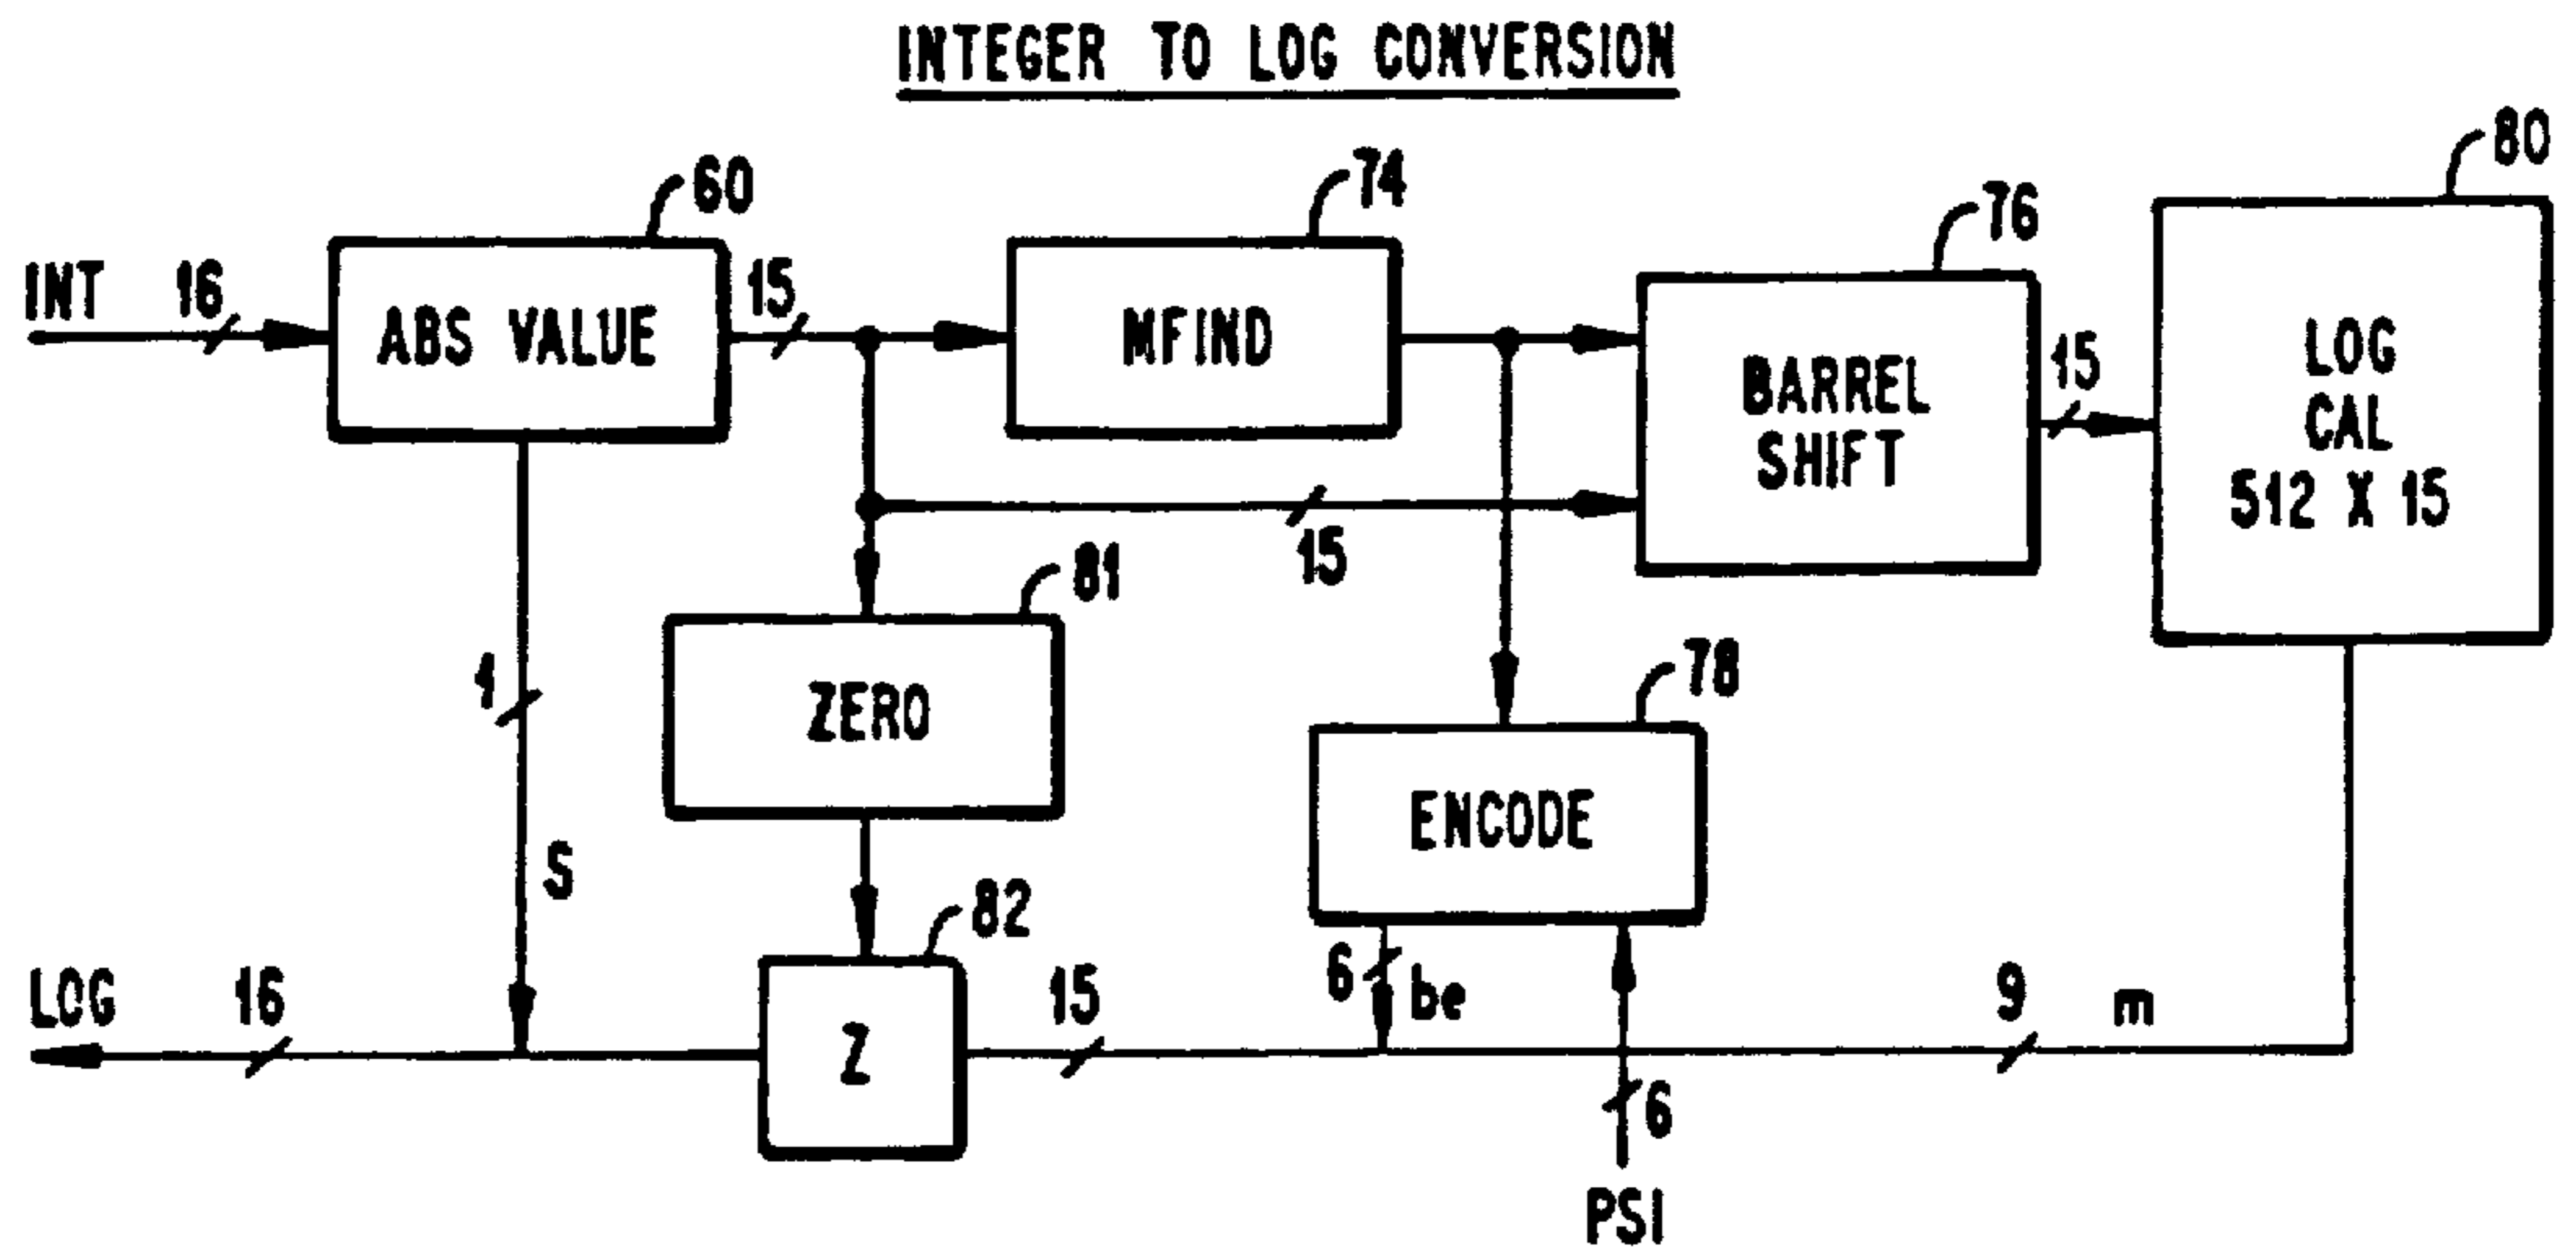 INTEGER TO LOG CONVERSION
80
60
74
76
INT 16
ABS VALUE
15
MFIND
BARREL
SHIFT
15
LOG
CAL
512 X 15
15
81
1
ZERO
78
ENCODE
S
82
6 be
9 m
LOG 16
Z
15
6
PSI